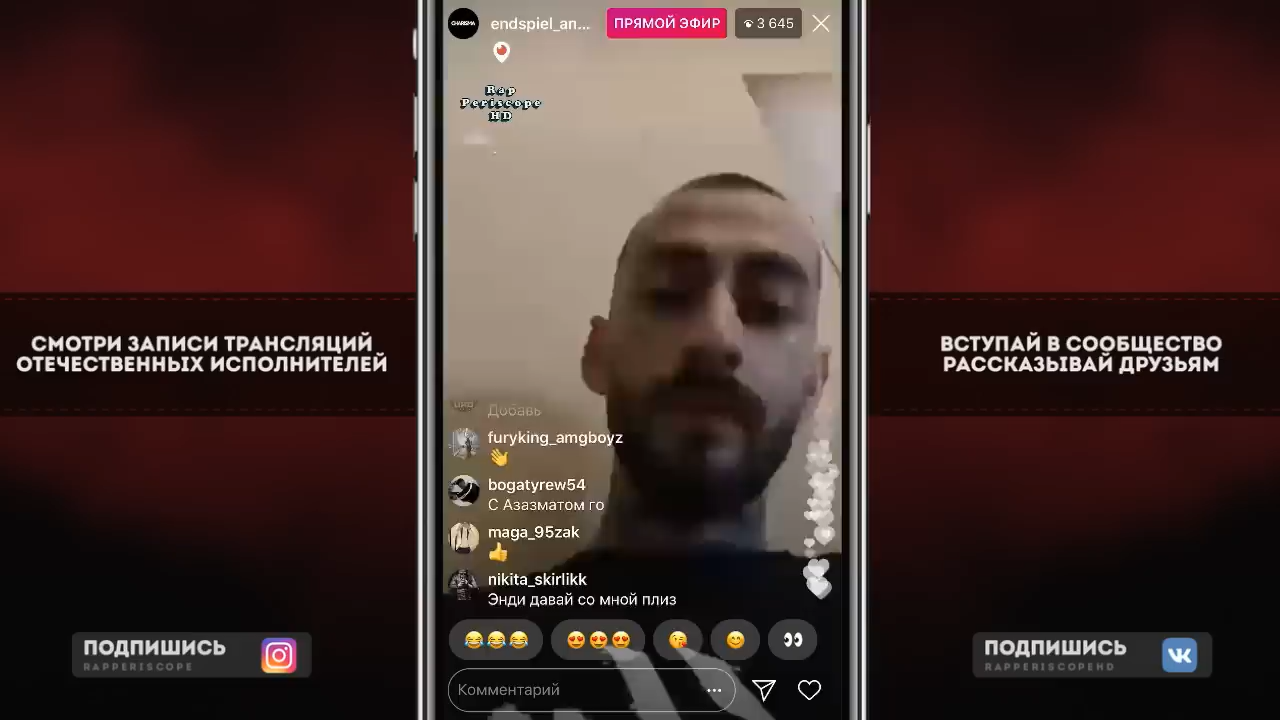 CHARISMA
endspiel_an...
ПРЯМОЙ ЭФИР
3 645
Rap
Periscope
HD
СМОТРИ ЗАПИСИ ТРАНСЛЯЦИЙ
ОТЕЧЕСТВЕННЫХ ИСПОЛНИТЕЛЕЙ
ВСТУПАЙ В СООБЩЕСТВО
РАССКАЗЫВАЙ ДРУЗЬЯМ
Добавь
furyking_amgboyz
👋
bogatyrew54
С Азазматом го
maga_95zak
👍
nikita_skirlikk
Энди давай со мной плиз
😂😂😂 😍😍😍 😘 😊 👀
Комментарий
ПОДПИШИСЬ
RAPPERISCOPE
ПОДПИШИСЬ
RAPPERISCOPEHD